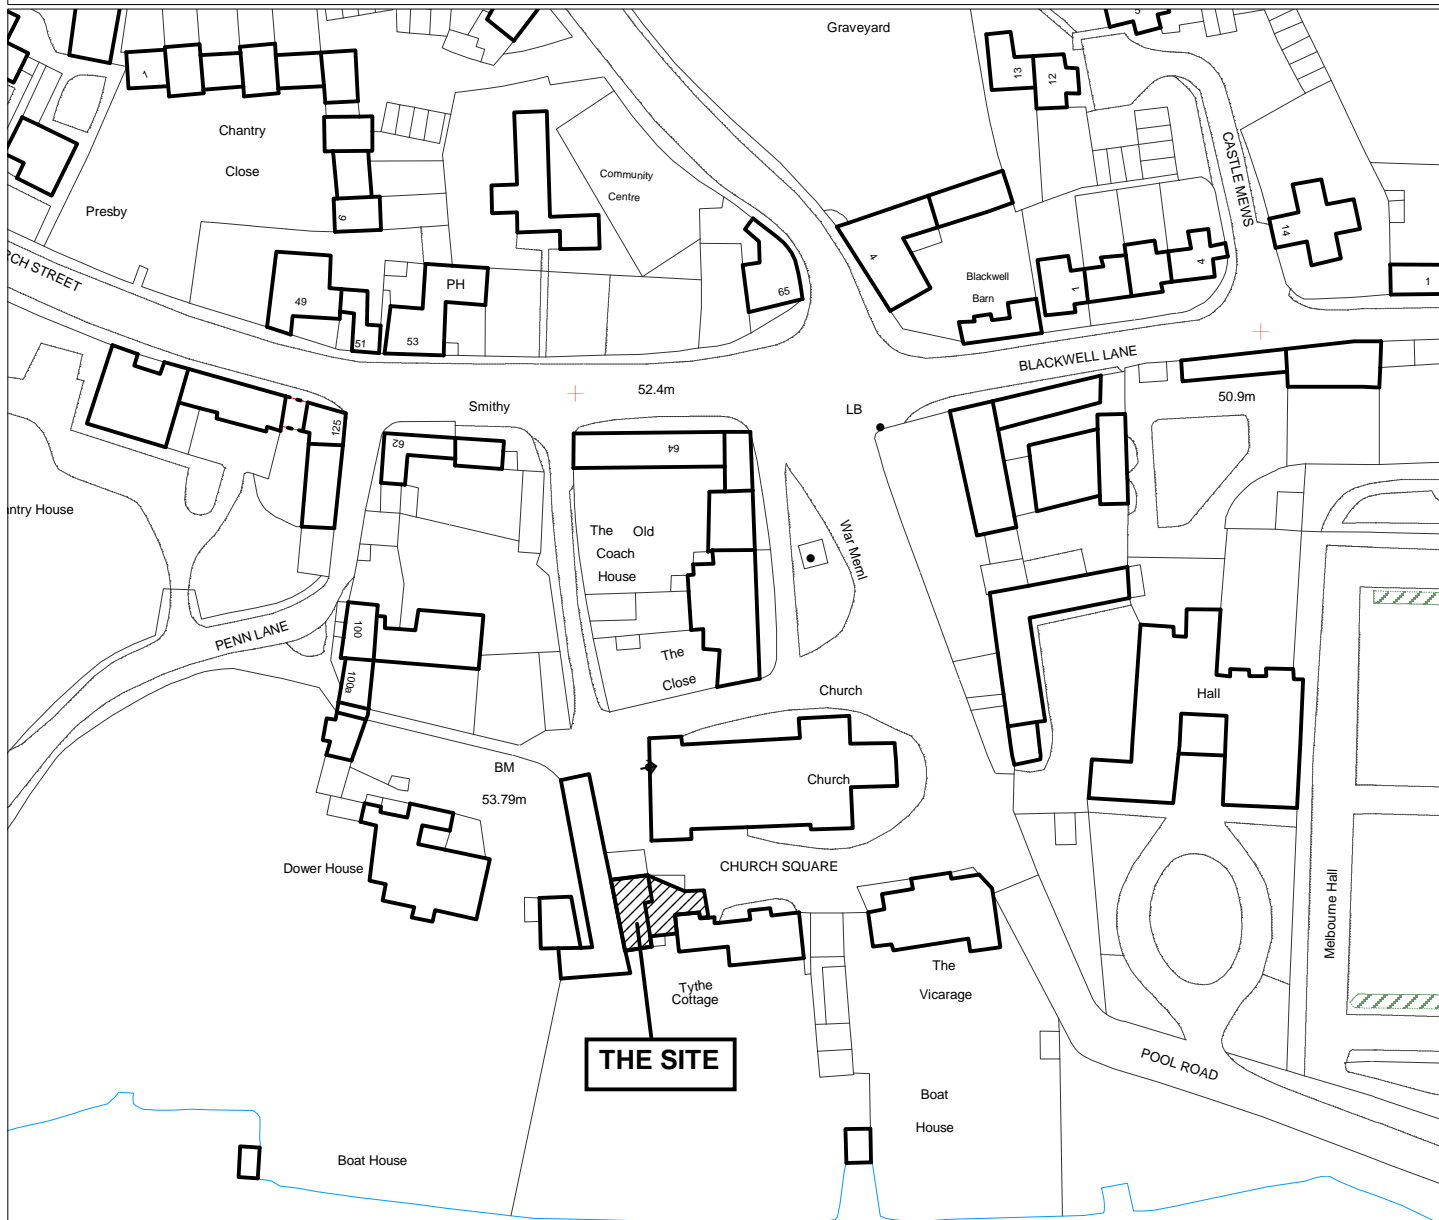 Graveyard
5
1
13
12
Chantry
Close
CASTLE MEWS
Community
Centre
Presby
6
14
4
RCH STREET
PH
Blackwell
Barn
4
1
1
49
65
51
53
BLACKWELL LANE
52.4m
50.9m
Smithy
LB
125
62
64
ntry House
The Old
Coach
House
War Meml
PENN LANE
100
100a
The
Close
Church
Hall
BM
53.79m
Church
Dower House
CHURCH SQUARE
Melbourne Hall
The
Vicarage
Tythe
Cottage
THE SITE
POOL ROAD
Boat
House
Boat House